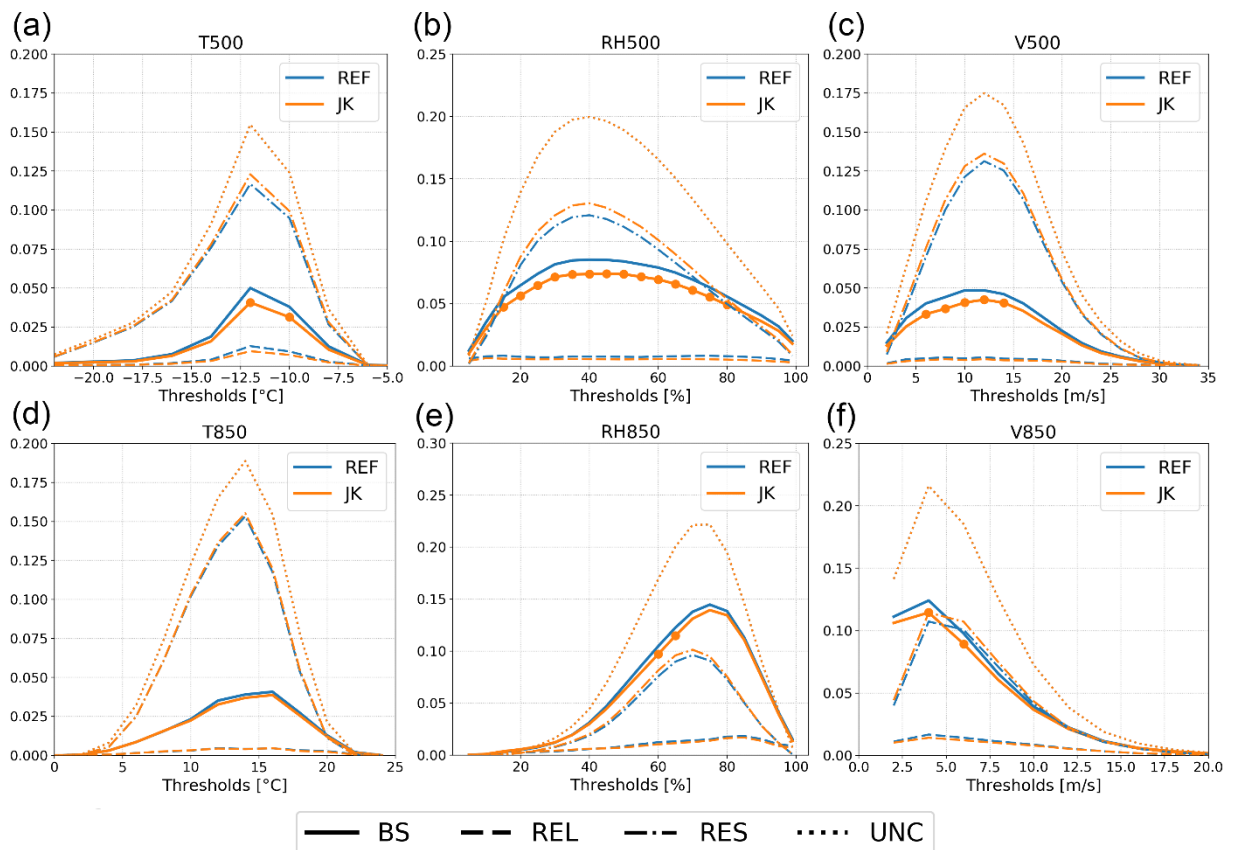 (a)
T500
0.200
0.175
0.150
0.125
0.100
0.075
0.050
0.025
0.000
−20.0 −17.5 −15.0 −12.5 −10.0 −7.5 −5.0
Thresholds [°C]
REF
JK
(b)
RH500
0.25
0.20
0.15
0.10
0.05
0.00
20 40 60 80 100
Thresholds [%]
REF
JK
(c)
V500
0.200
0.175
0.150
0.125
0.100
0.075
0.050
0.025
0.000
0 5 10 15 20 25 30 35
Thresholds [m/s]
REF
JK
(d)
T850
0.200
0.175
0.150
0.125
0.100
0.075
0.050
0.025
0.000
0 5 10 15 20 25
Thresholds [°C]
REF
JK
(e)
RH850
0.30
0.25
0.20
0.15
0.10
0.05
0.00
20 40 60 80 100
Thresholds [%]
REF
JK
(f)
V850
0.25
0.20
0.15
0.10
0.05
0.00
0.0 2.5 5.0 7.5 10.0 12.5 15.0 17.5 20.0
Thresholds [m/s]
REF
JK
BS REL RES UNC